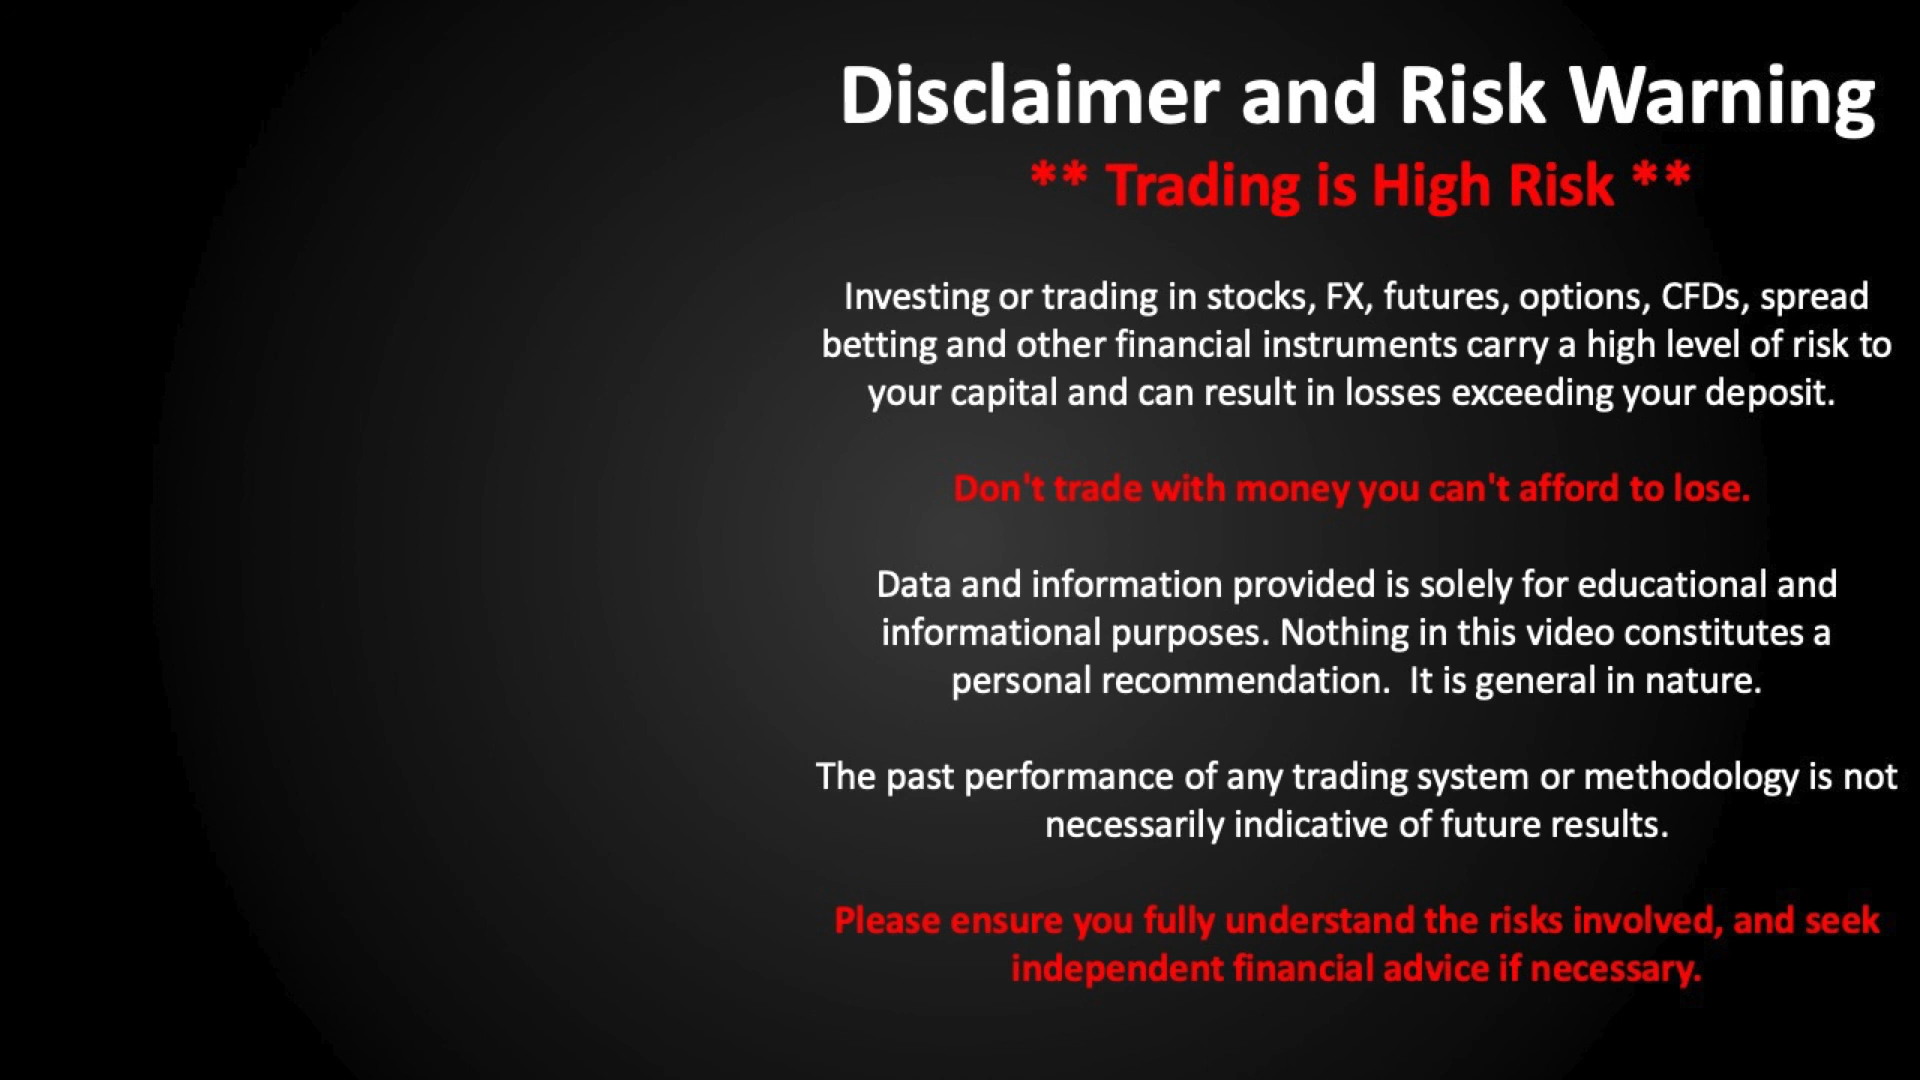 Disclaimer and Risk Warning
** Trading is High Risk **
Investing or trading in stocks, FX, futures, options, CFDs, spread
betting and other financial instruments carry a high level of risk to
your capital and can result in losses exceeding your deposit.
Don't trade with money you can't afford to lose.
Data and information provided is solely for educational and
informational purposes. Nothing in this video constitutes a
personal recommendation.  It is general in nature.
The past performance of any trading system or methodology is not
necessarily indicative of future results.
Please ensure you fully understand the risks involved, and seek
independent financial advice if necessary.